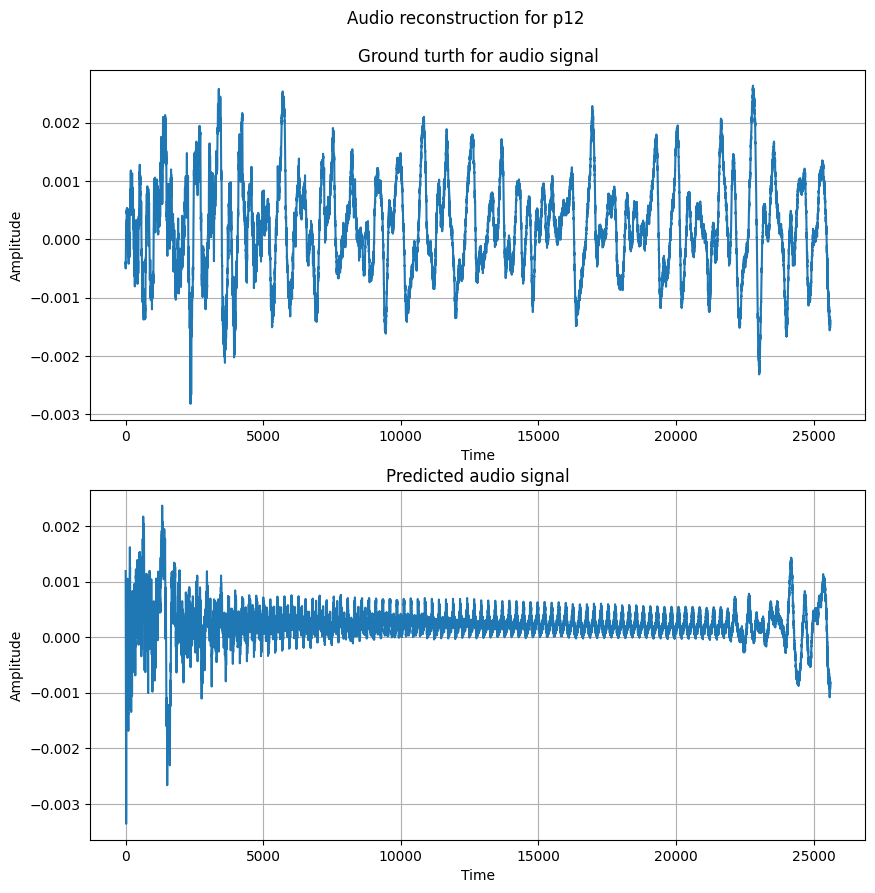 Audio reconstruction for p12
Ground turth for audio signal
0.002
0.001
0.000
−0.001
−0.002
−0.003
Amplitude
0 5000 10000 15000 20000 25000
Time
Predicted audio signal
0.002
0.001
0.000
−0.001
−0.002
−0.003
Amplitude
0 5000 10000 15000 20000 25000
Time